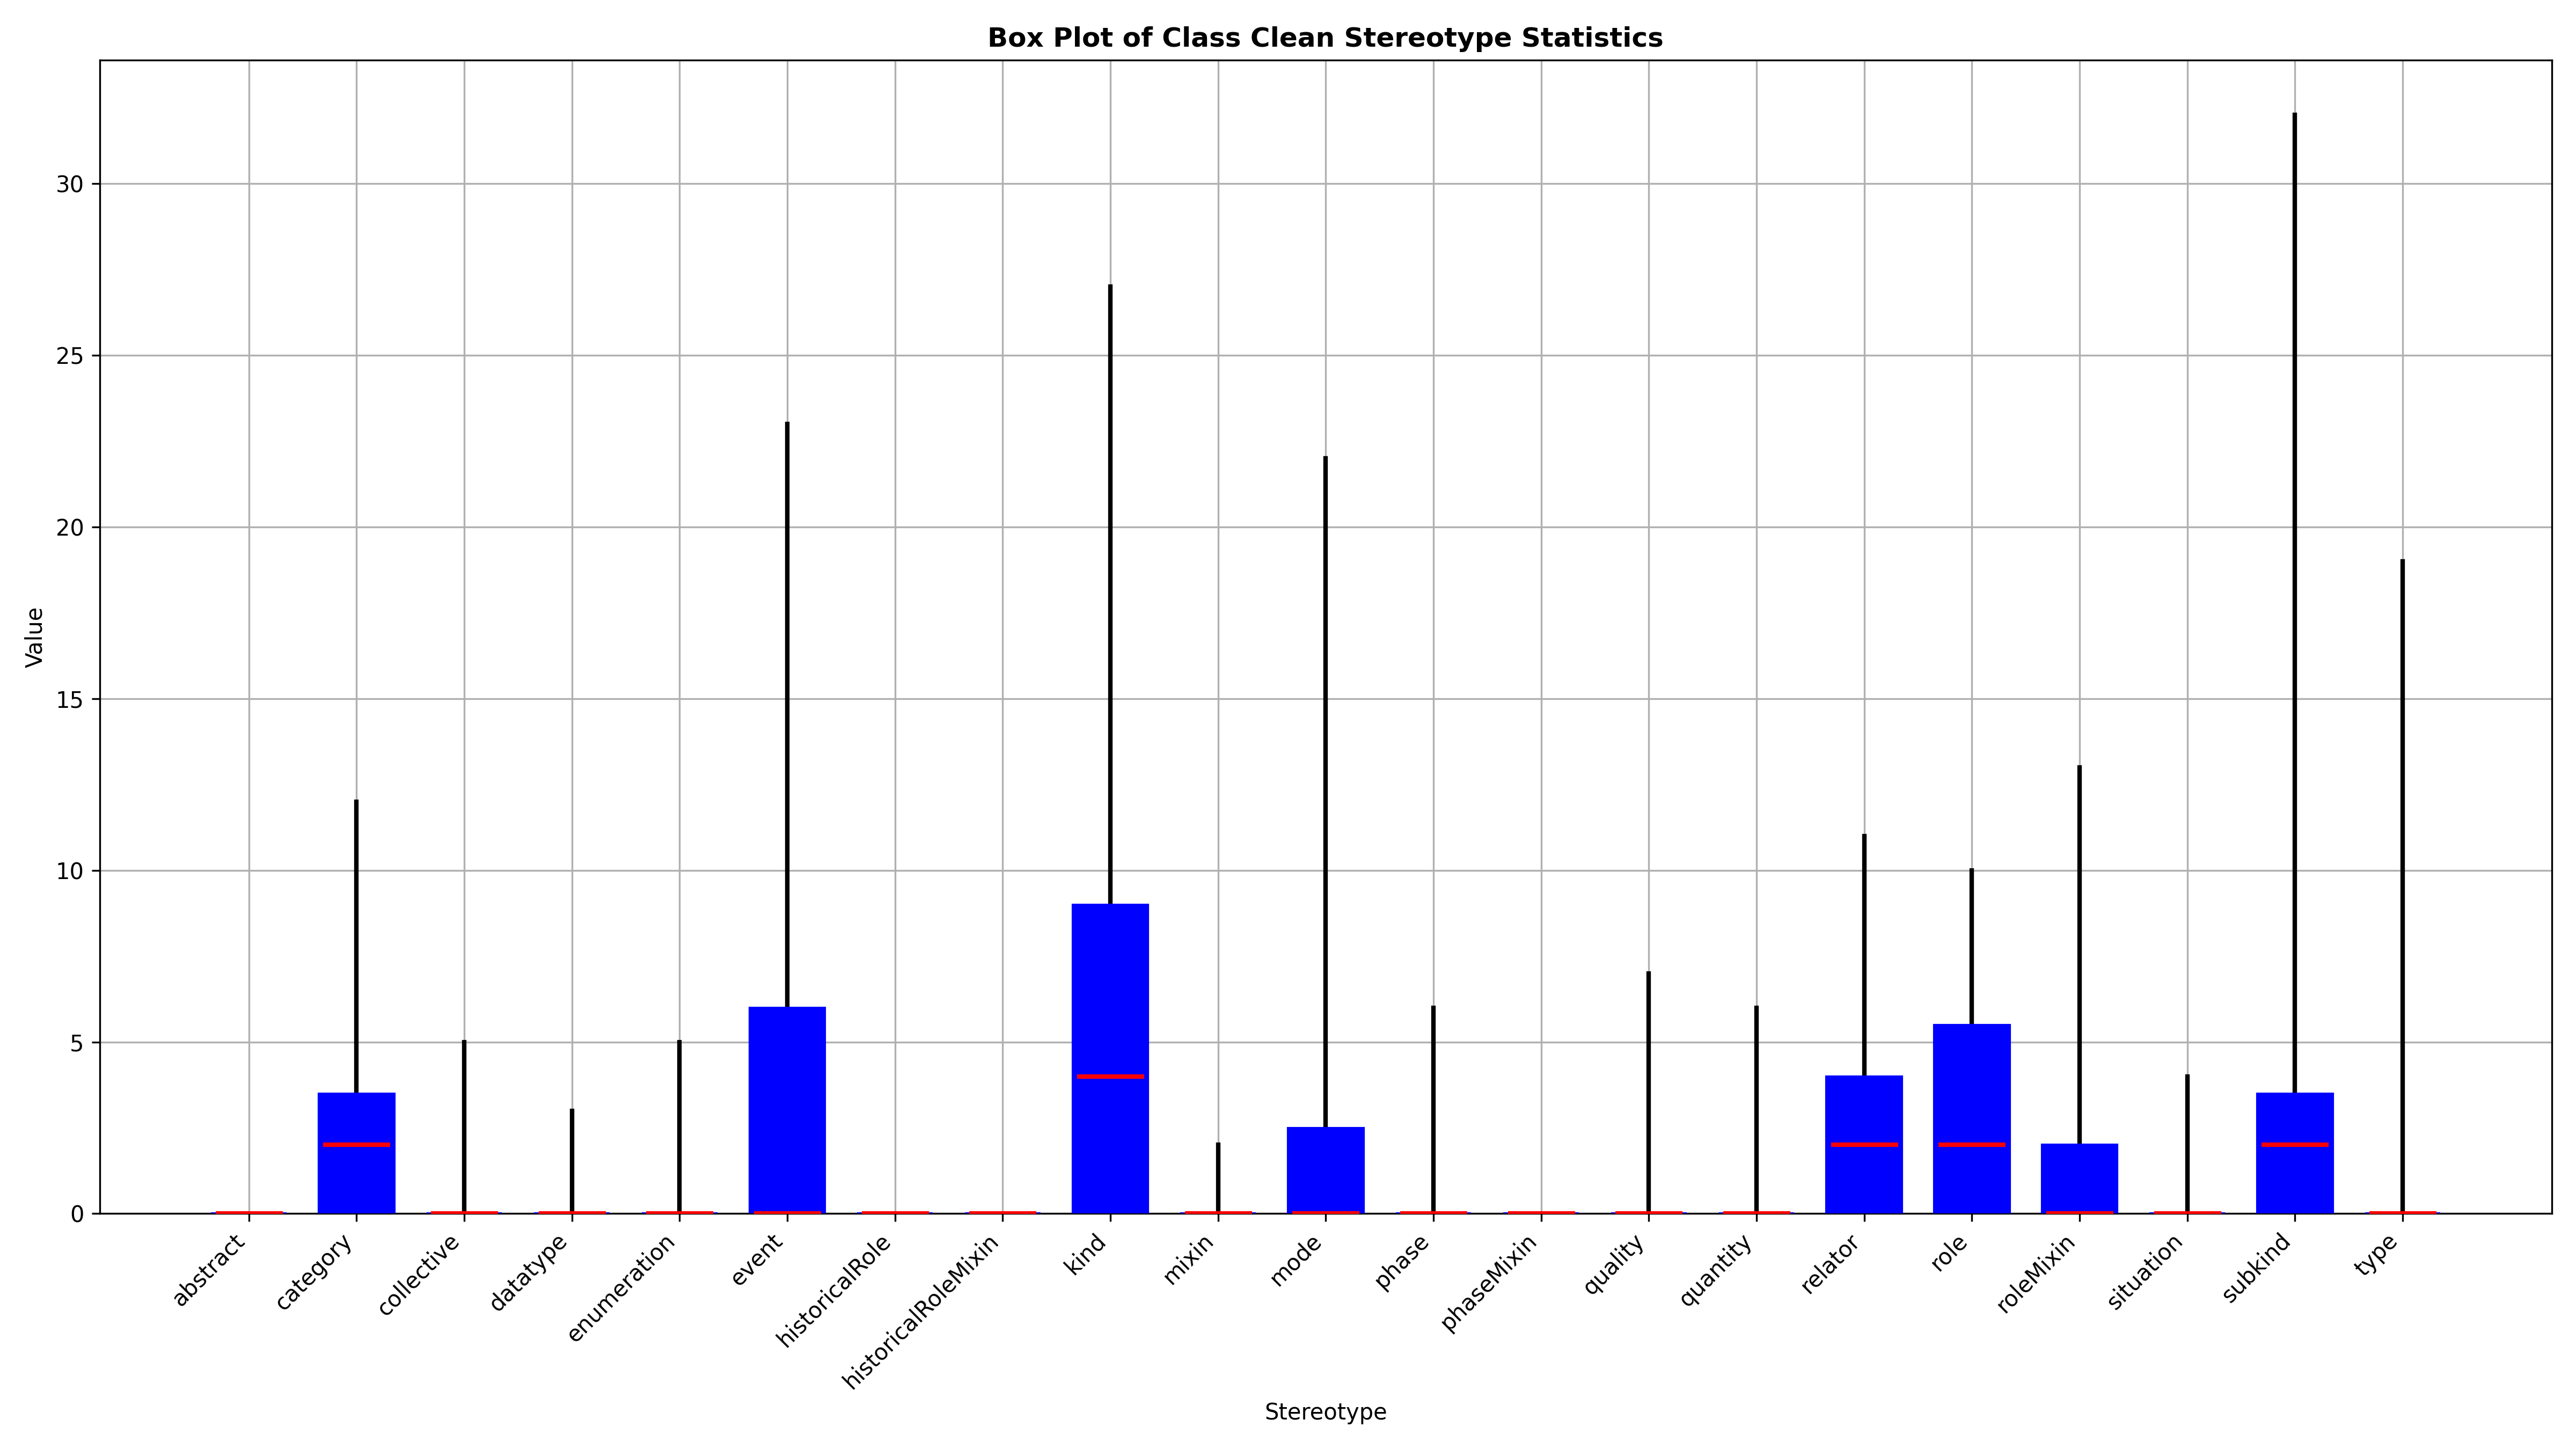 Box Plot of Class Clean Stereotype Statistics
Value
30
25
20
15
10
5
0
abstract
category
collective
datatype
enumeration
event
historicalRole
historicalRoleMixin
kind
mixin
mode
phase
phaseMixin
quality
quantity
relator
role
roleMixin
situation
subkind
type
Stereotype